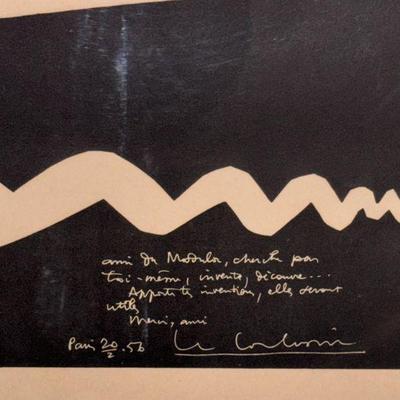 ami du Modulor, cherche par
toi-même, invente, découvre...
Apporte tes inventions, elles seront
utiles
Merci, ami
Paris 20/2.56 Le Corbusier